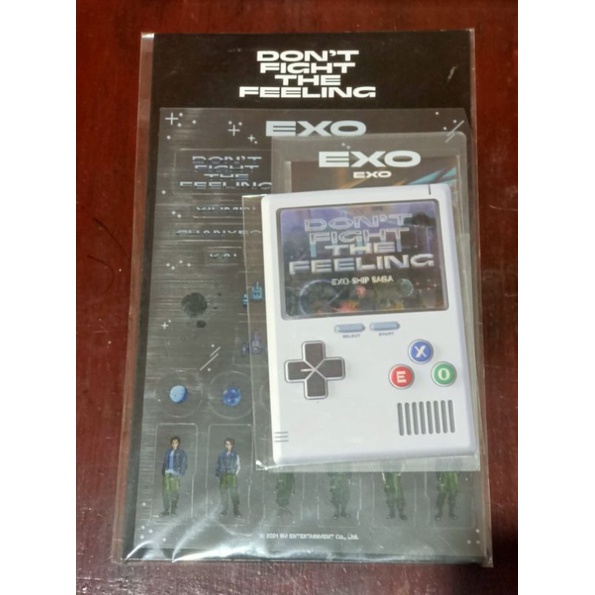 DON'T
FIGHT
THE
FEELING
EXO
EXO
EXO
DON'T
FIGHT
THE
FEELING
DON'T
FIGHT
THE
FEELING
EXO-SHIP SAGA
SELECT START
X
E O
© 2021 SM ENTERTAINMENT CO., Ltd.